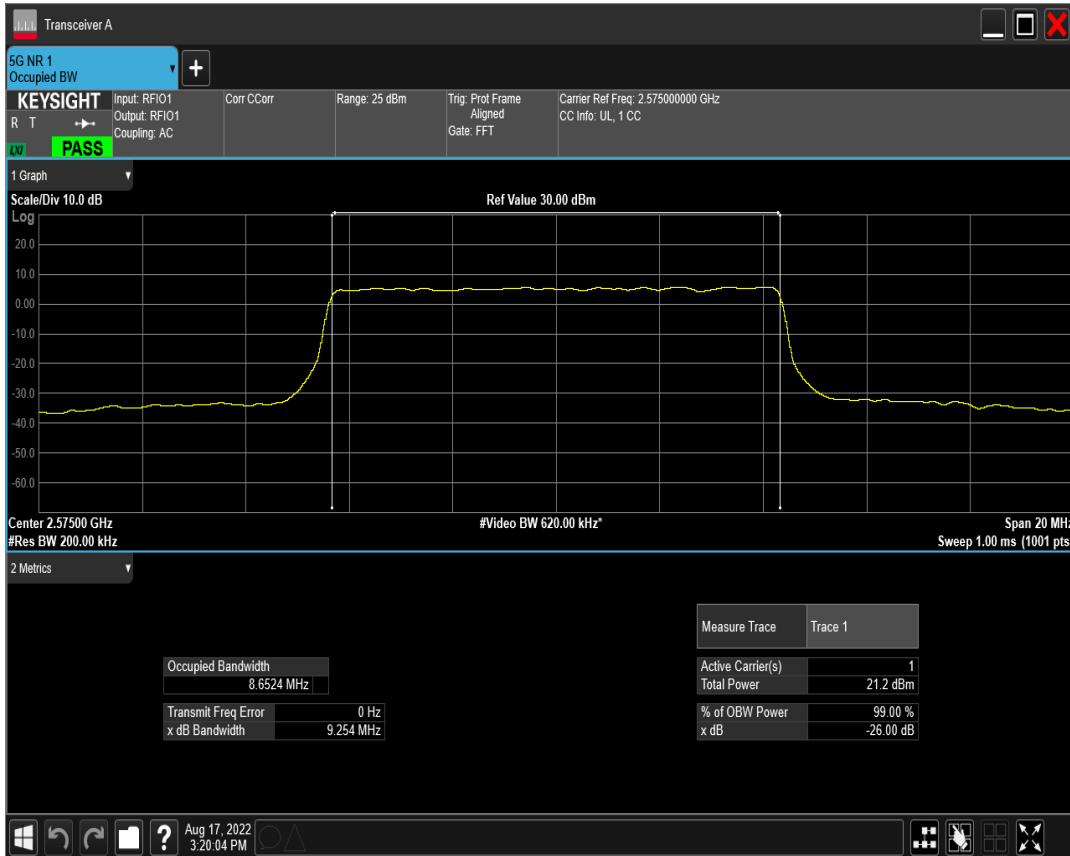 Transceiver A
5G NR 1
Occupied BW
+
KEYSIGHT
R T
LXI
PASS
Input: RFIO1
Output: RFIO1
Coupling: AC
Corr CCorr
Range: 25 dBm
Trig: Prot Frame
Aligned
Gate: FFT
Carrier Ref Freq: 2.575000000 GHz
CC Info: UL, 1 CC
1 Graph
Scale/Div 10.0 dB
Ref Value 30.00 dBm
Log
20.0
10.0
0.00
-10.0
-20.0
-30.0
-40.0
-50.0
-60.0
Center 2.57500 GHz
#Video BW 620.00 kHz*
Span 20 MHz
#Res BW 200.00 kHz
Sweep 1.00 ms (1001 pts
2 Metrics
Measure Trace Trace 1
Occupied Bandwidth
8.6524 MHz
Active Carrier(s) 1
Total Power 21.2 dBm
Transmit Freq Error 0 Hz
x dB Bandwidth 9.254 MHz
% of OBW Power 99.00 %
x dB -26.00 dB
?
Aug 17, 2022
3:20:04 PM